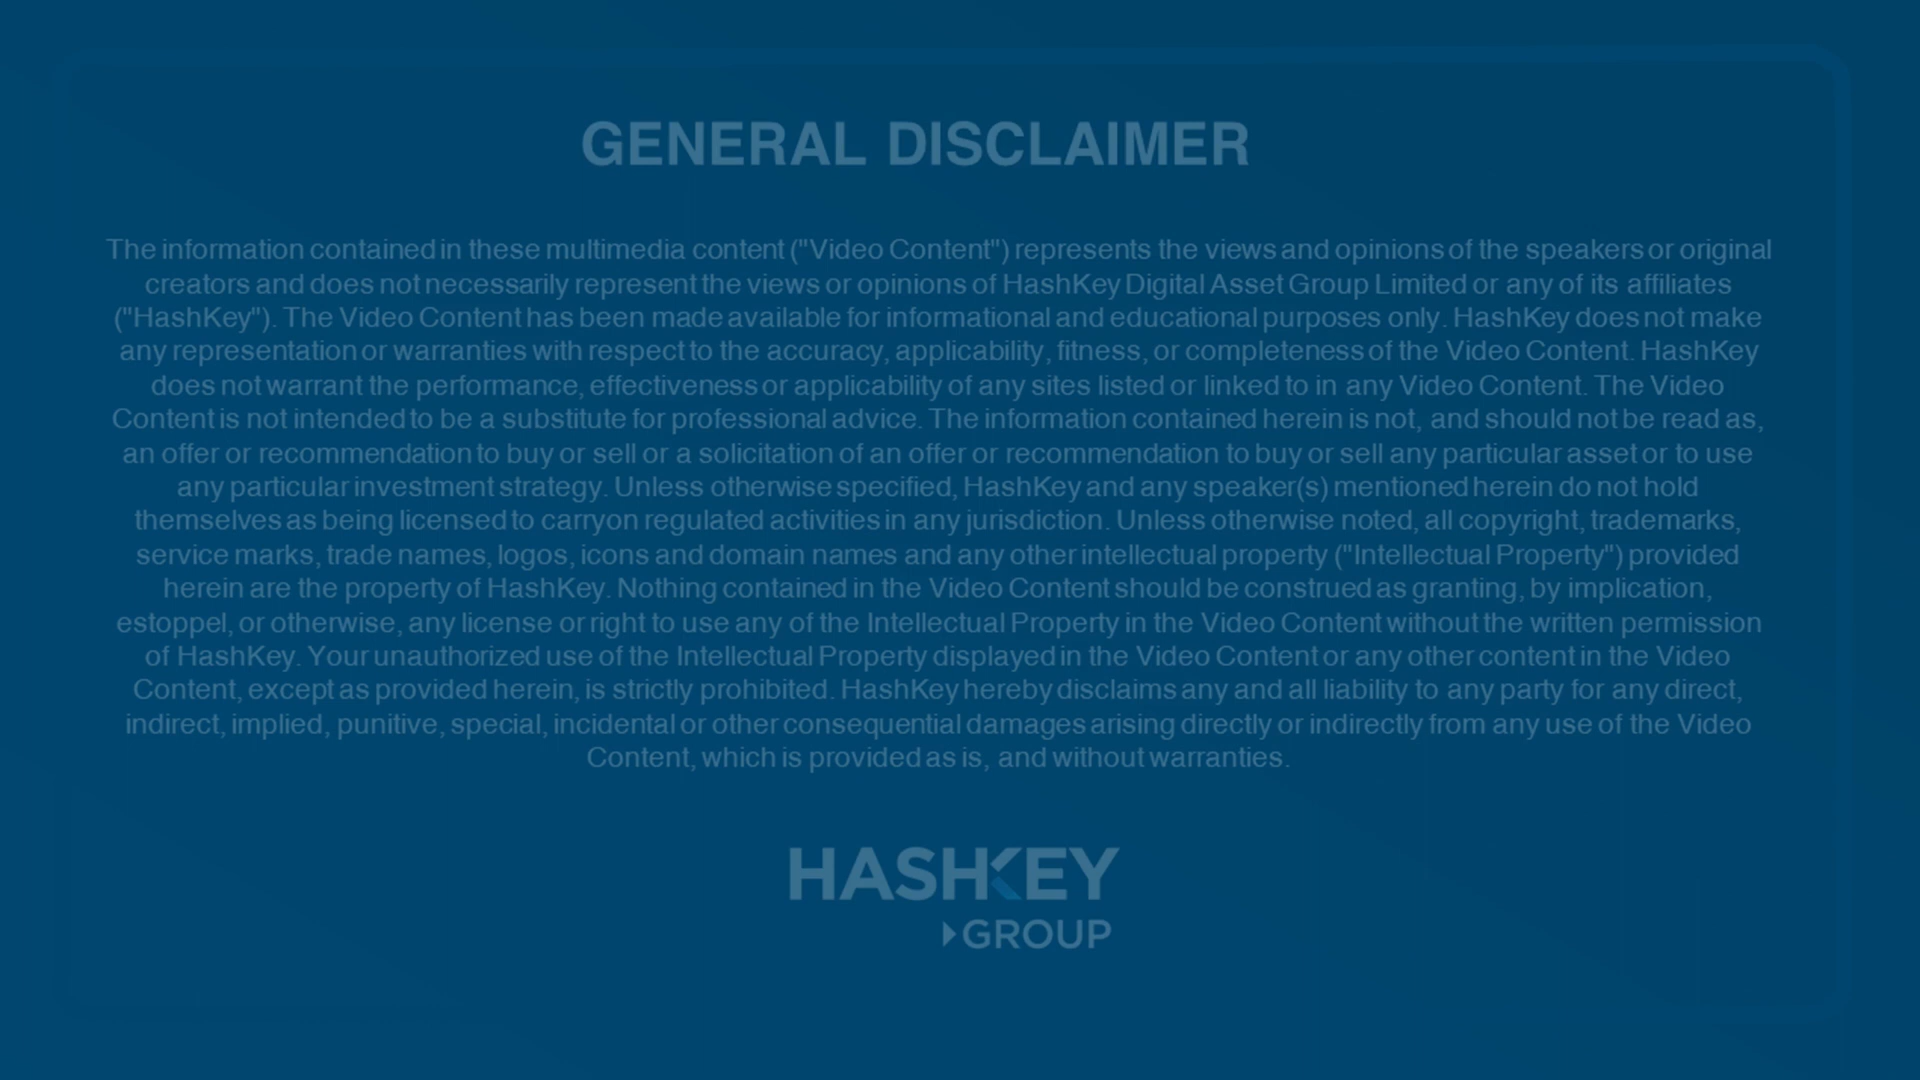 GENERAL DISCLAIMER
The information contained in these multimedia content ("Video Content") represents the views and opinions of the speakers or original
creators and does not necessarily represent the views or opinions of HashKey Digital Asset Group Limited or any of its affiliates
("HashKey"). The Video Content has been made available for informational and educational purposes only. HashKey does not make
any representation or warranties with respect to the accuracy, applicability, fitness, or completeness of the Video Content. HashKey
does not warrant the performance, effectiveness or applicability of any sites listed or linked to in any Video Content. The Video
Content is not intended to be a substitute for professional advice. The information contained herein is not, and should not be read as,
an offer or recommendation to buy or sell or a solicitation of an offer or recommendation to buy or sell any particular asset or to use
any particular investment strategy. Unless otherwise specified, HashKey and any speaker(s) mentioned herein do not hold
themselves as being licensed to carryon regulated activities in any jurisdiction. Unless otherwise noted, all copyright, trademarks,
service marks, trade names, logos, icons and domain names and any other intellectual property ("Intellectual Property") provided
herein are the property of HashKey. Nothing contained in the Video Content should be construed as granting, by implication,
estoppel, or otherwise, any license or right to use any of the Intellectual Property in the Video Content without the written permission
of HashKey. Your unauthorized use of the Intellectual Property displayed in the Video Content or any other content in the Video
Content, except as provided herein, is strictly prohibited. HashKey hereby disclaims any and all liability to any party for any direct,
indirect, implied, punitive, special, incidental or other consequential damages arising directly or indirectly from any use of the Video
Content, which is provided as is, and without warranties.
HASHKEY
GROUP